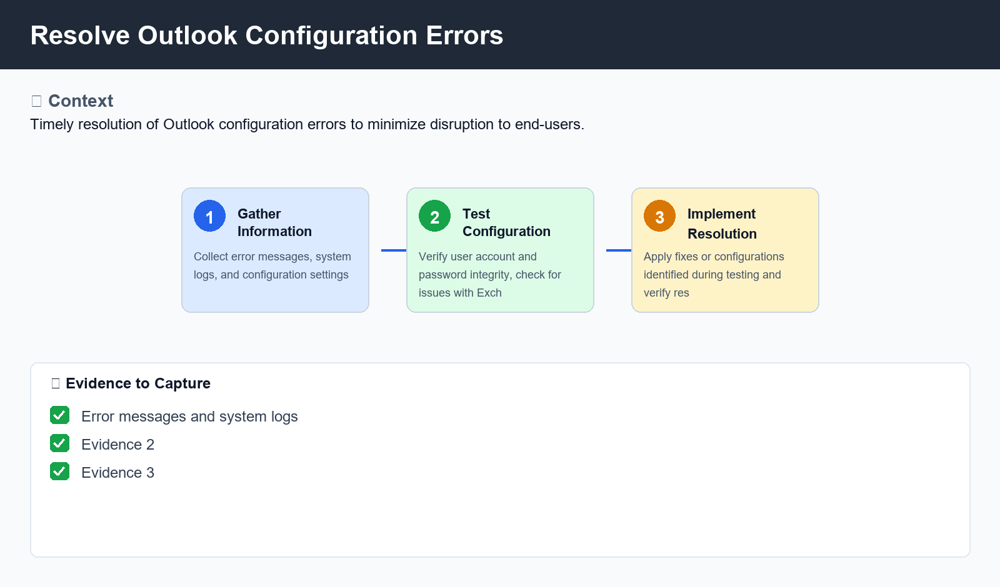 Resolve Outlook Configuration Errors
Context
Timely resolution of Outlook configuration errors to minimize disruption to end-users.
1
Gather
Information
Collect error messages, system
logs, and configuration settings
2
Test
Configuration
Verify user account and
password integrity, check for
issues with Exch
3
Implement
Resolution
Apply fixes or configurations
identified during testing and
verify res
Evidence to Capture
Error messages and system logs
Evidence 2
Evidence 3